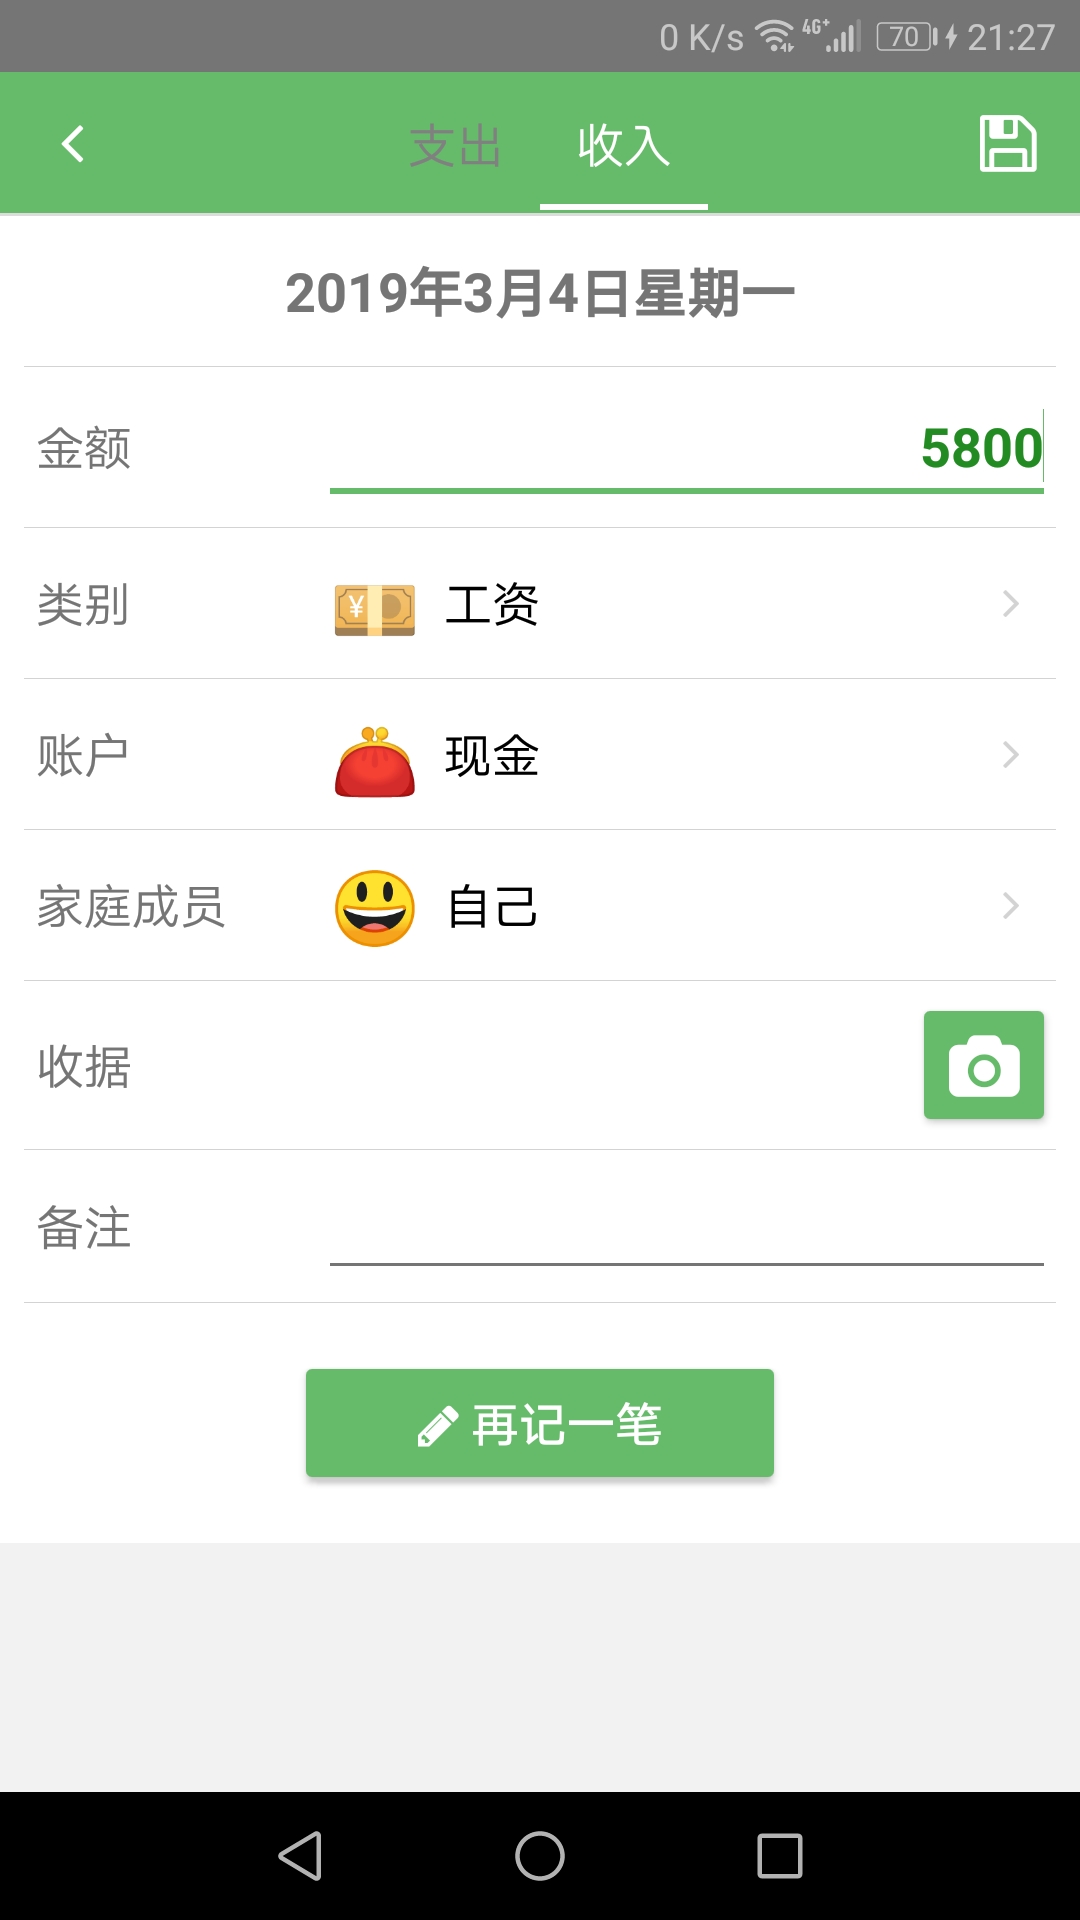 0 K/s 4G+ 70 21:27
支出 收入
2019年3月4日星期一
金额 5800
类别 工资
账户 现金
家庭成员 自己
收据
备注
再记一笔